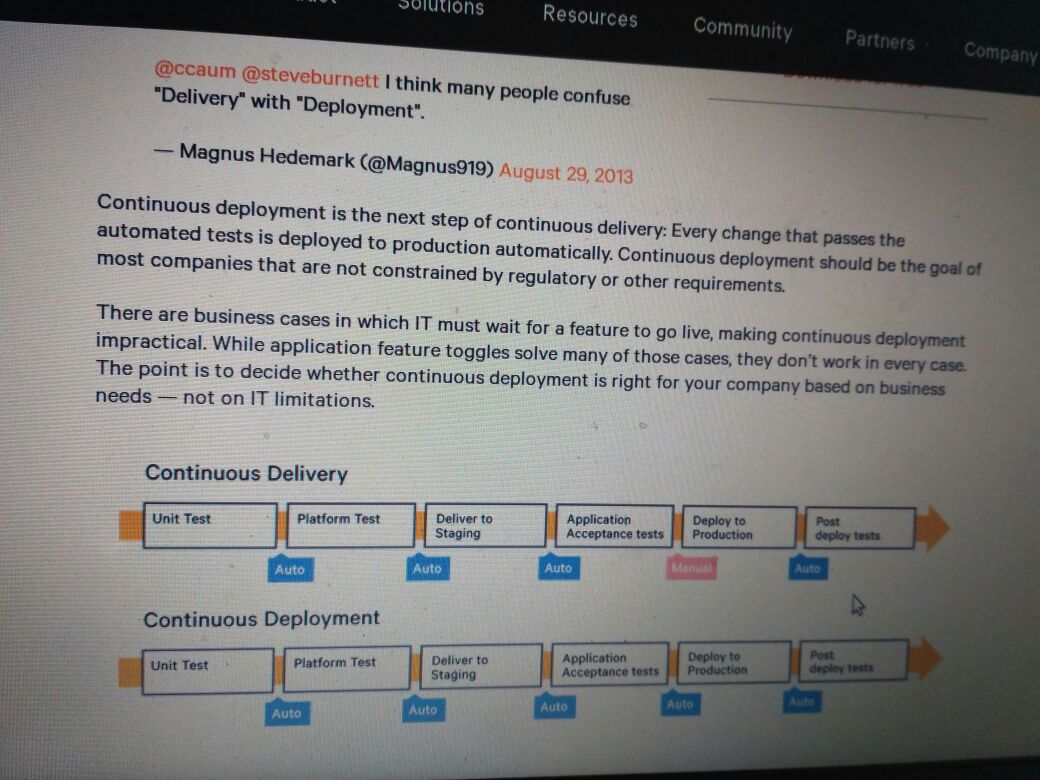 Solutions
Resources
Community
Partners
Company
@ccaum @steveburnett I think many people confuse
"Delivery" with "Deployment".
— Magnus Hedemark (@Magnus919) August 29, 2013
Continuous deployment is the next step of continuous delivery: Every change that passes the
automated tests is deployed to production automatically. Continuous deployment should be the goal of
most companies that are not constrained by regulatory or other requirements.
There are business cases in which IT must wait for a feature to go live, making continuous deployment
impractical. While application feature toggles solve many of those cases, they don't work in every case.
The point is to decide whether continuous deployment is right for your company based on business
needs — not on IT limitations.
Continuous Delivery
Unit Test
Platform Test
Deliver to
Staging
Application
Acceptance tests
Deploy to
Production
Post
deploy tests
Auto
Auto
Auto
Manual
Auto
Continuous Deployment
Unit Test
Platform Test
Deliver to
Staging
Application
Acceptance tests
Deploy to
Production
Post
deploy tests
Auto
Auto
Auto
Auto
Auto